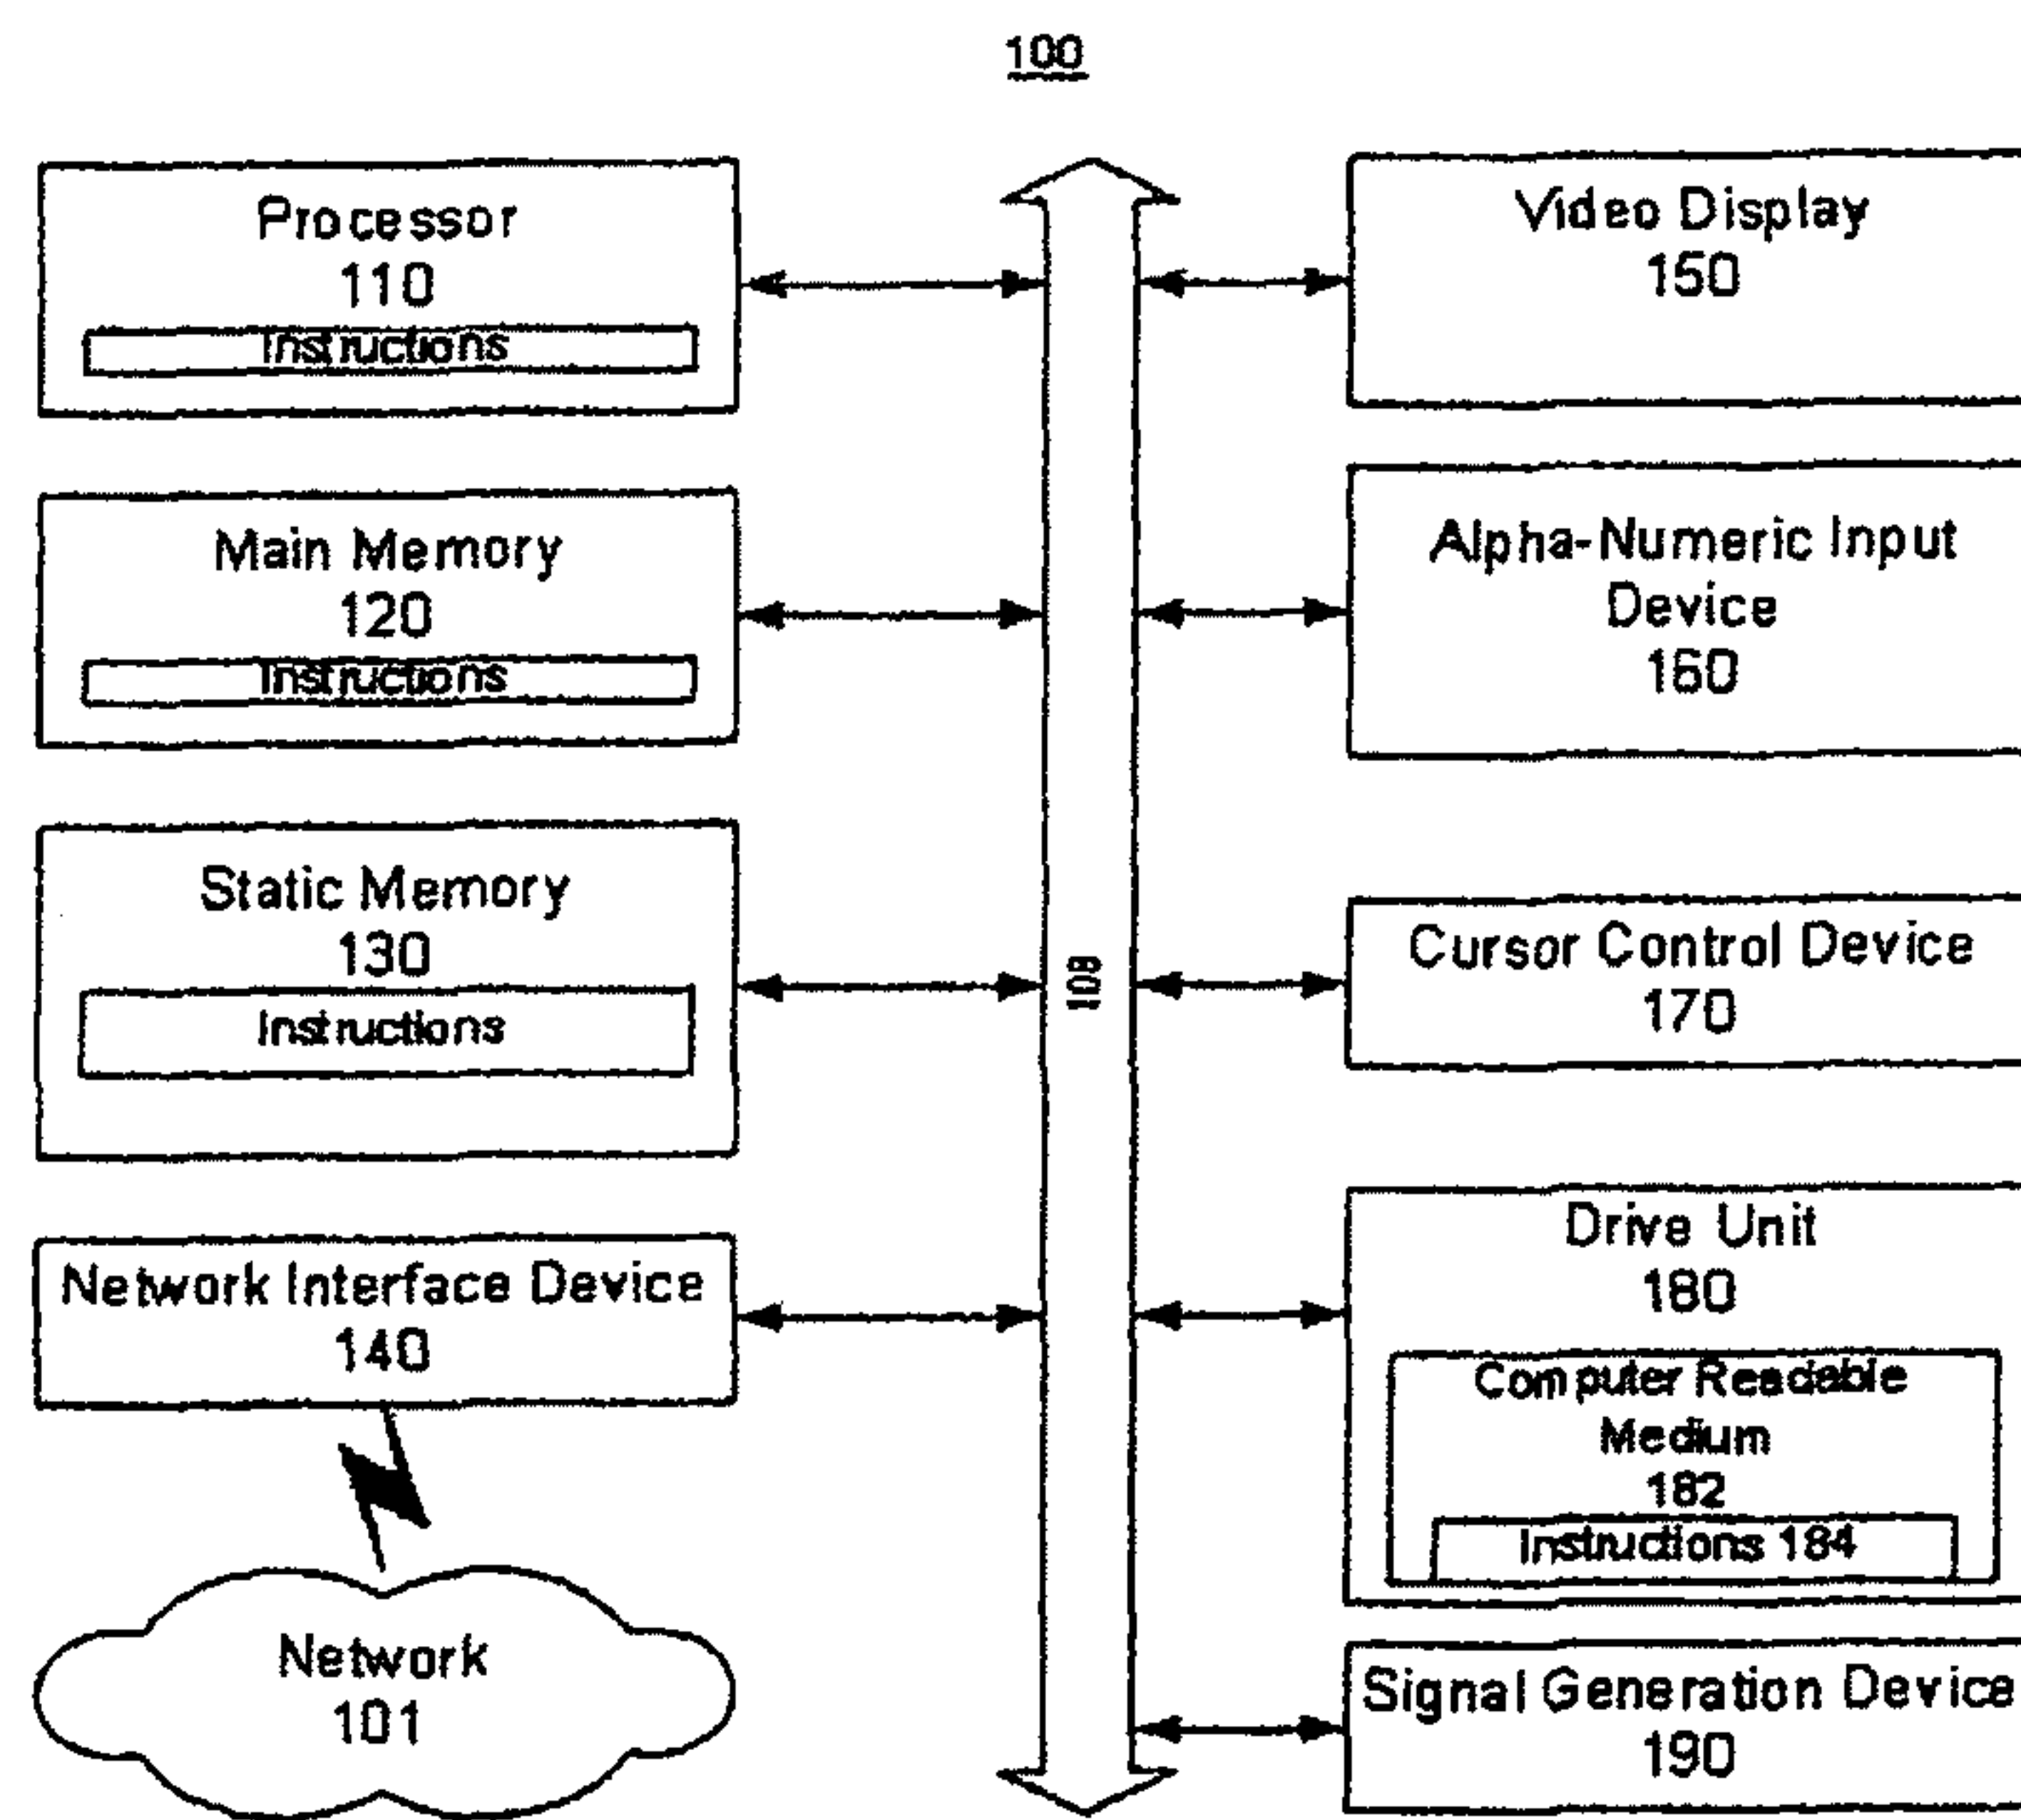 100
Processor
110
Instructions
Main Memory
120
Instructions
Static Memory
130
Instructions
Network Interface Device
140
Network
101
108
Video Display
150
Alpha-Numeric Input
Device
160
Cursor Control Device
170
Drive Unit
180
Computer Readable
Medium
182
Instructions 184
Signal Generation Device
190